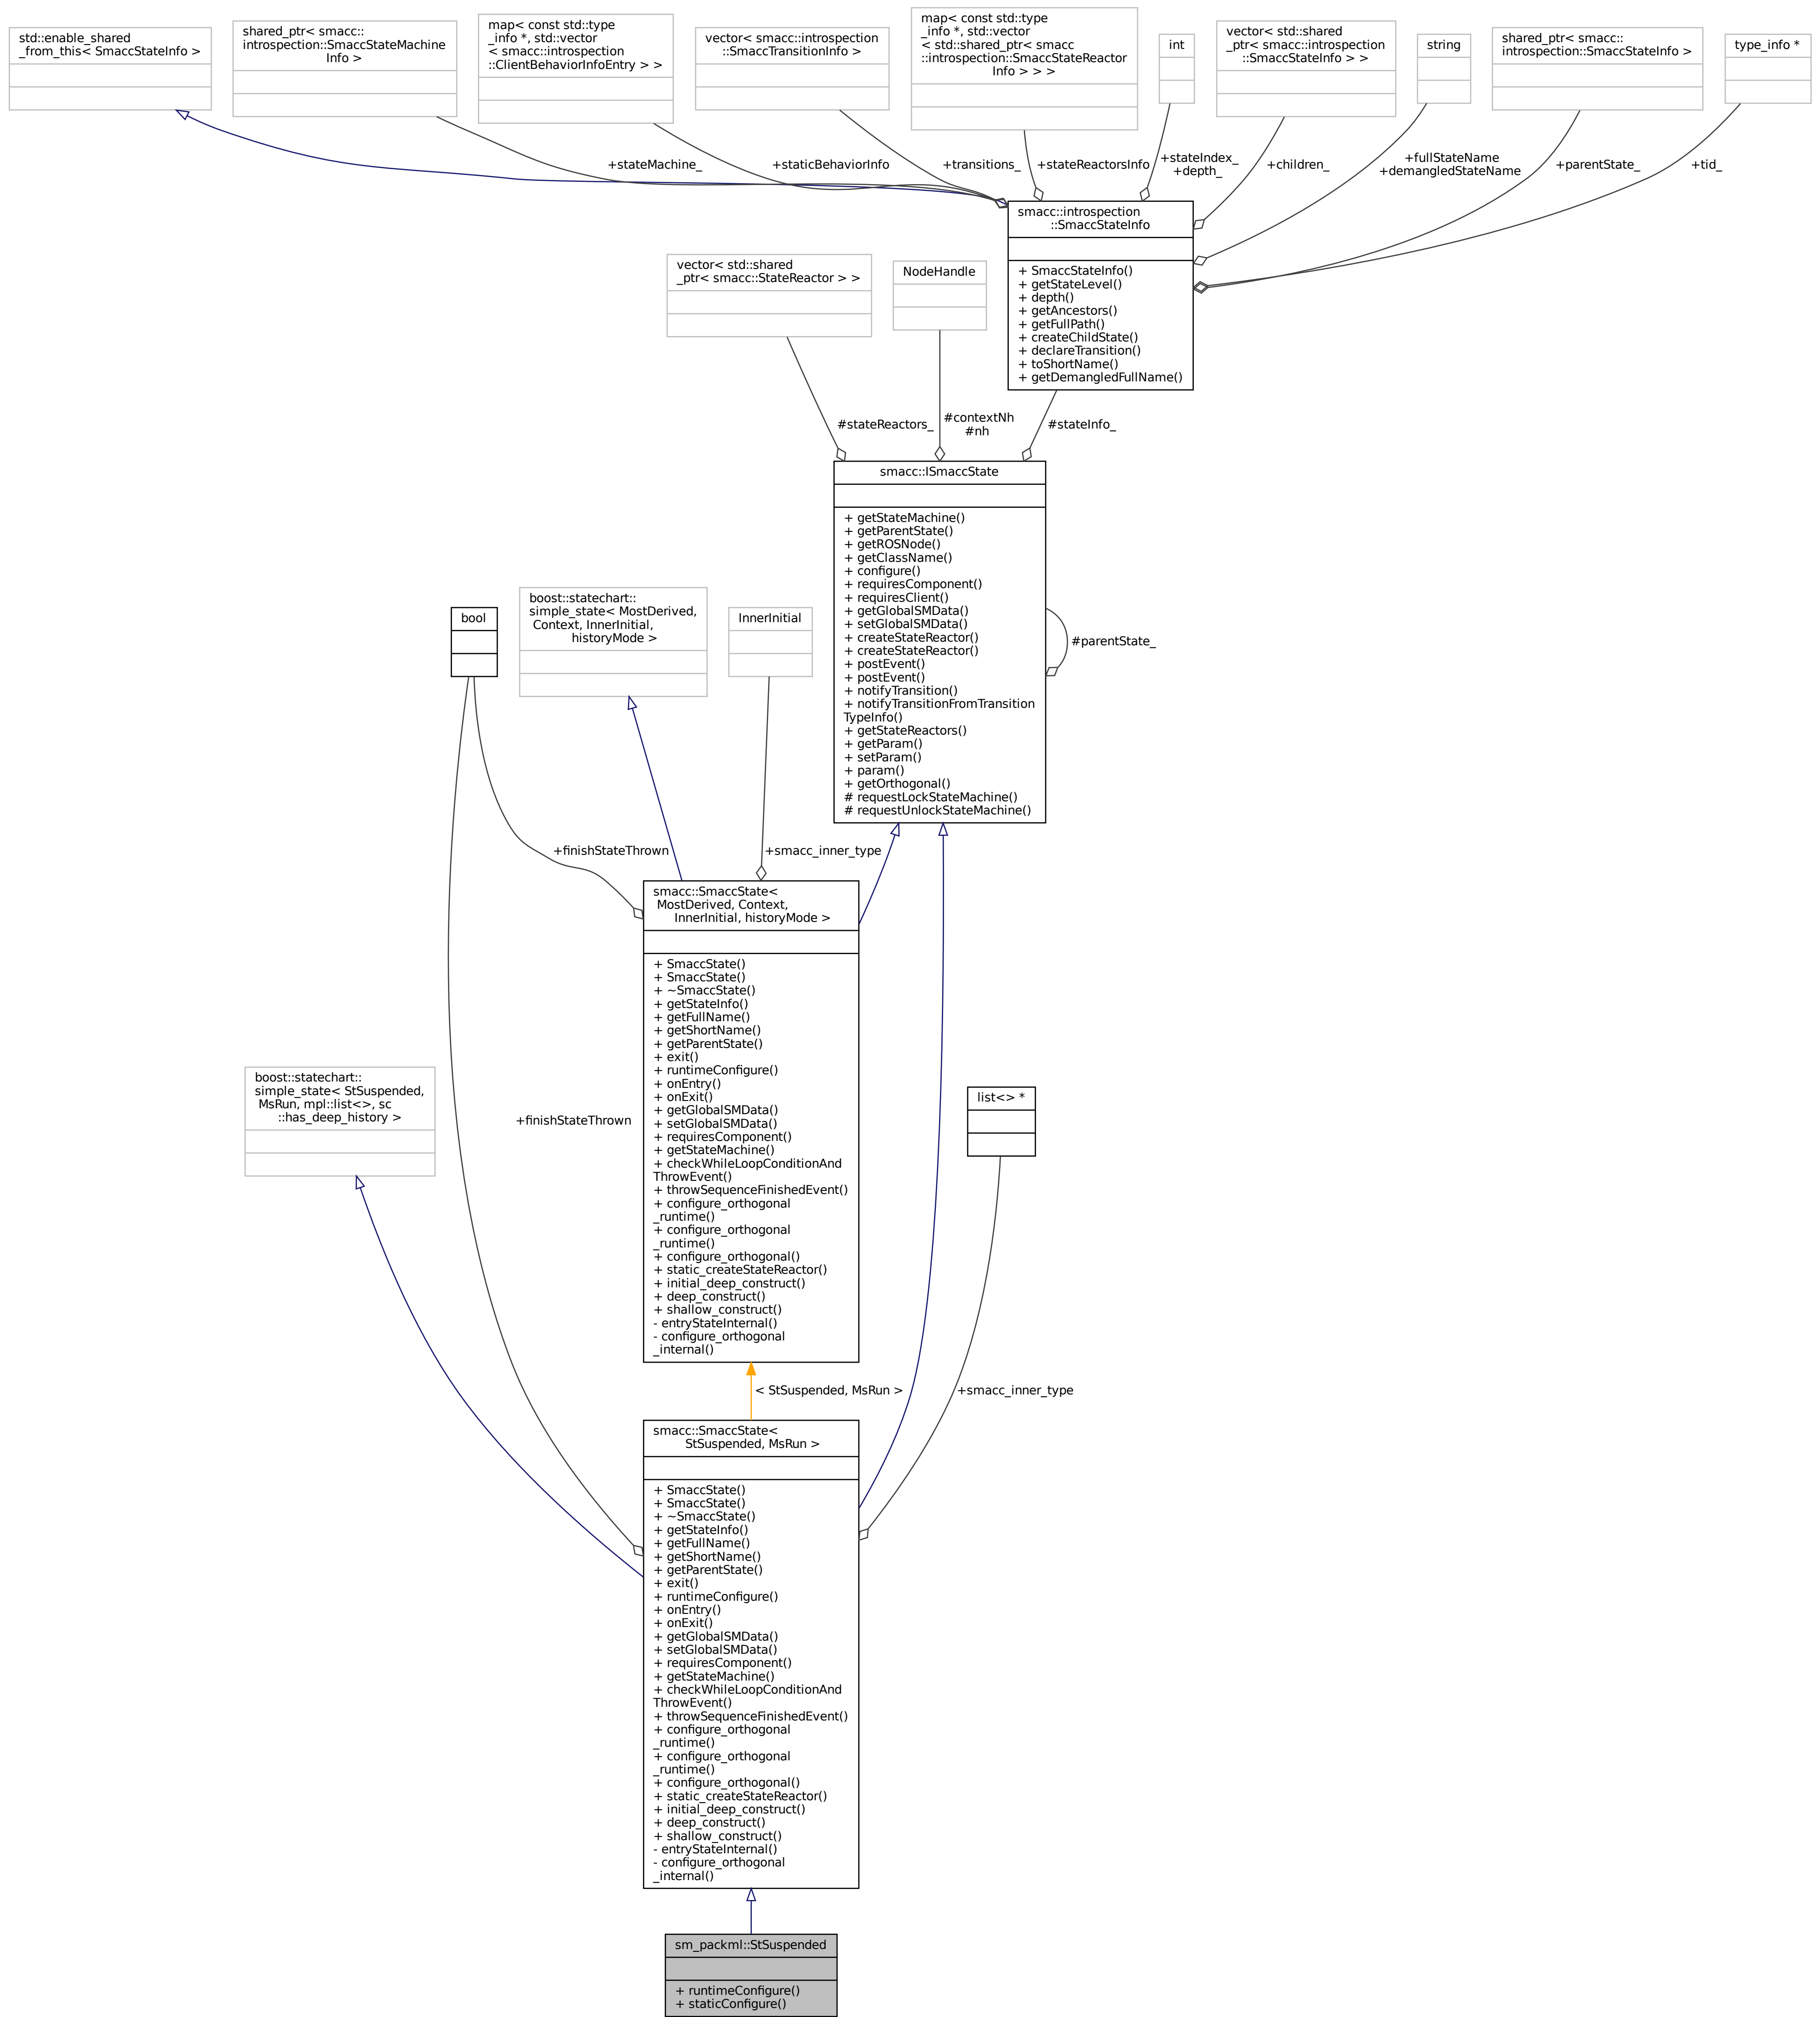 std::enable_shared
_from_this< SmaccStateInfo >
shared_ptr< smacc::
introspection::SmaccStateMachine
Info >
map< const std::type
_info *, std::vector
< smacc::introspection
::ClientBehaviorInfoEntry > >
vector< smacc::introspection
::SmaccTransitionInfo >
map< const std::type
_info *, std::vector
< std::shared_ptr< smacc
::introspection::SmaccStateReactor
Info > > >
int
vector< std::shared
_ptr< smacc::introspection
::SmaccStateInfo > >
string
shared_ptr< smacc::
introspection::SmaccStateInfo >
type_info *
+stateMachine_
+staticBehaviorInfo
+transitions_
+stateReactorsInfo
+stateIndex_
+depth_
+children_
+fullStateName
+demangledStateName
+parentState_
+tid_
smacc::introspection
::SmaccStateInfo
+ SmaccStateInfo()
+ getStateLevel()
+ depth()
+ getAncestors()
+ getFullPath()
+ createChildState()
+ declareTransition()
+ toShortName()
+ getDemangledFullName()
vector< std::shared
_ptr< smacc::StateReactor > >
NodeHandle
#stateReactors_
#contextNh
#nh
#stateInfo_
smacc::ISmaccState
+ getStateMachine()
+ getParentState()
+ getROSNode()
+ getClassName()
+ configure()
+ requiresComponent()
+ requiresClient()
+ getGlobalSMData()
+ setGlobalSMData()
+ createStateReactor()
+ createStateReactor()
+ postEvent()
+ postEvent()
+ notifyTransition()
+ notifyTransitionFromTransition
TypeInfo()
+ getStateReactors()
+ getParam()
+ setParam()
+ param()
+ getOrthogonal()
# requestLockStateMachine()
# requestUnlockStateMachine()
#parentState_
bool
boost::statechart::
simple_state< MostDerived,
Context, InnerInitial,
historyMode >
InnerInitial
+finishStateThrown
+smacc_inner_type
smacc::SmaccState<
MostDerived, Context,
InnerInitial, historyMode >
+ SmaccState()
+ SmaccState()
+ ~SmaccState()
+ getStateInfo()
+ getFullName()
+ getShortName()
+ getParentState()
+ exit()
+ runtimeConfigure()
+ onEntry()
+ onExit()
+ getGlobalSMData()
+ setGlobalSMData()
+ requiresComponent()
+ getStateMachine()
+ checkWhileLoopConditionAnd
ThrowEvent()
+ throwSequenceFinishedEvent()
+ configure_orthogonal
_runtime()
+ configure_orthogonal
_runtime()
+ configure_orthogonal()
+ static_createStateReactor()
+ initial_deep_construct()
+ deep_construct()
+ shallow_construct()
- entryStateInternal()
- configure_orthogonal
_internal()
boost::statechart::
simple_state< StSuspended,
MsRun, mpl::list<>, sc
::has_deep_history >
+finishStateThrown
list<> *
< StSuspended, MsRun >
+smacc_inner_type
smacc::SmaccState<
StSuspended, MsRun >
+ SmaccState()
+ SmaccState()
+ ~SmaccState()
+ getStateInfo()
+ getFullName()
+ getShortName()
+ getParentState()
+ exit()
+ runtimeConfigure()
+ onEntry()
+ onExit()
+ getGlobalSMData()
+ setGlobalSMData()
+ requiresComponent()
+ getStateMachine()
+ checkWhileLoopConditionAnd
ThrowEvent()
+ throwSequenceFinishedEvent()
+ configure_orthogonal
_runtime()
+ configure_orthogonal
_runtime()
+ configure_orthogonal()
+ static_createStateReactor()
+ initial_deep_construct()
+ deep_construct()
+ shallow_construct()
- entryStateInternal()
- configure_orthogonal
_internal()
sm_packml::StSuspended
+ runtimeConfigure()
+ staticConfigure()